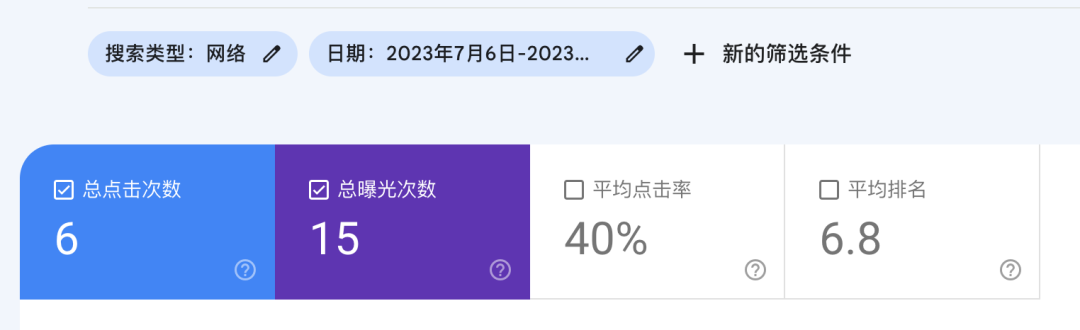 搜索类型：网络 日期：2023年7月6日-2023... 新的筛选条件
总点击次数 总曝光次数 平均点击率 平均排名
6 15 40% 6.8